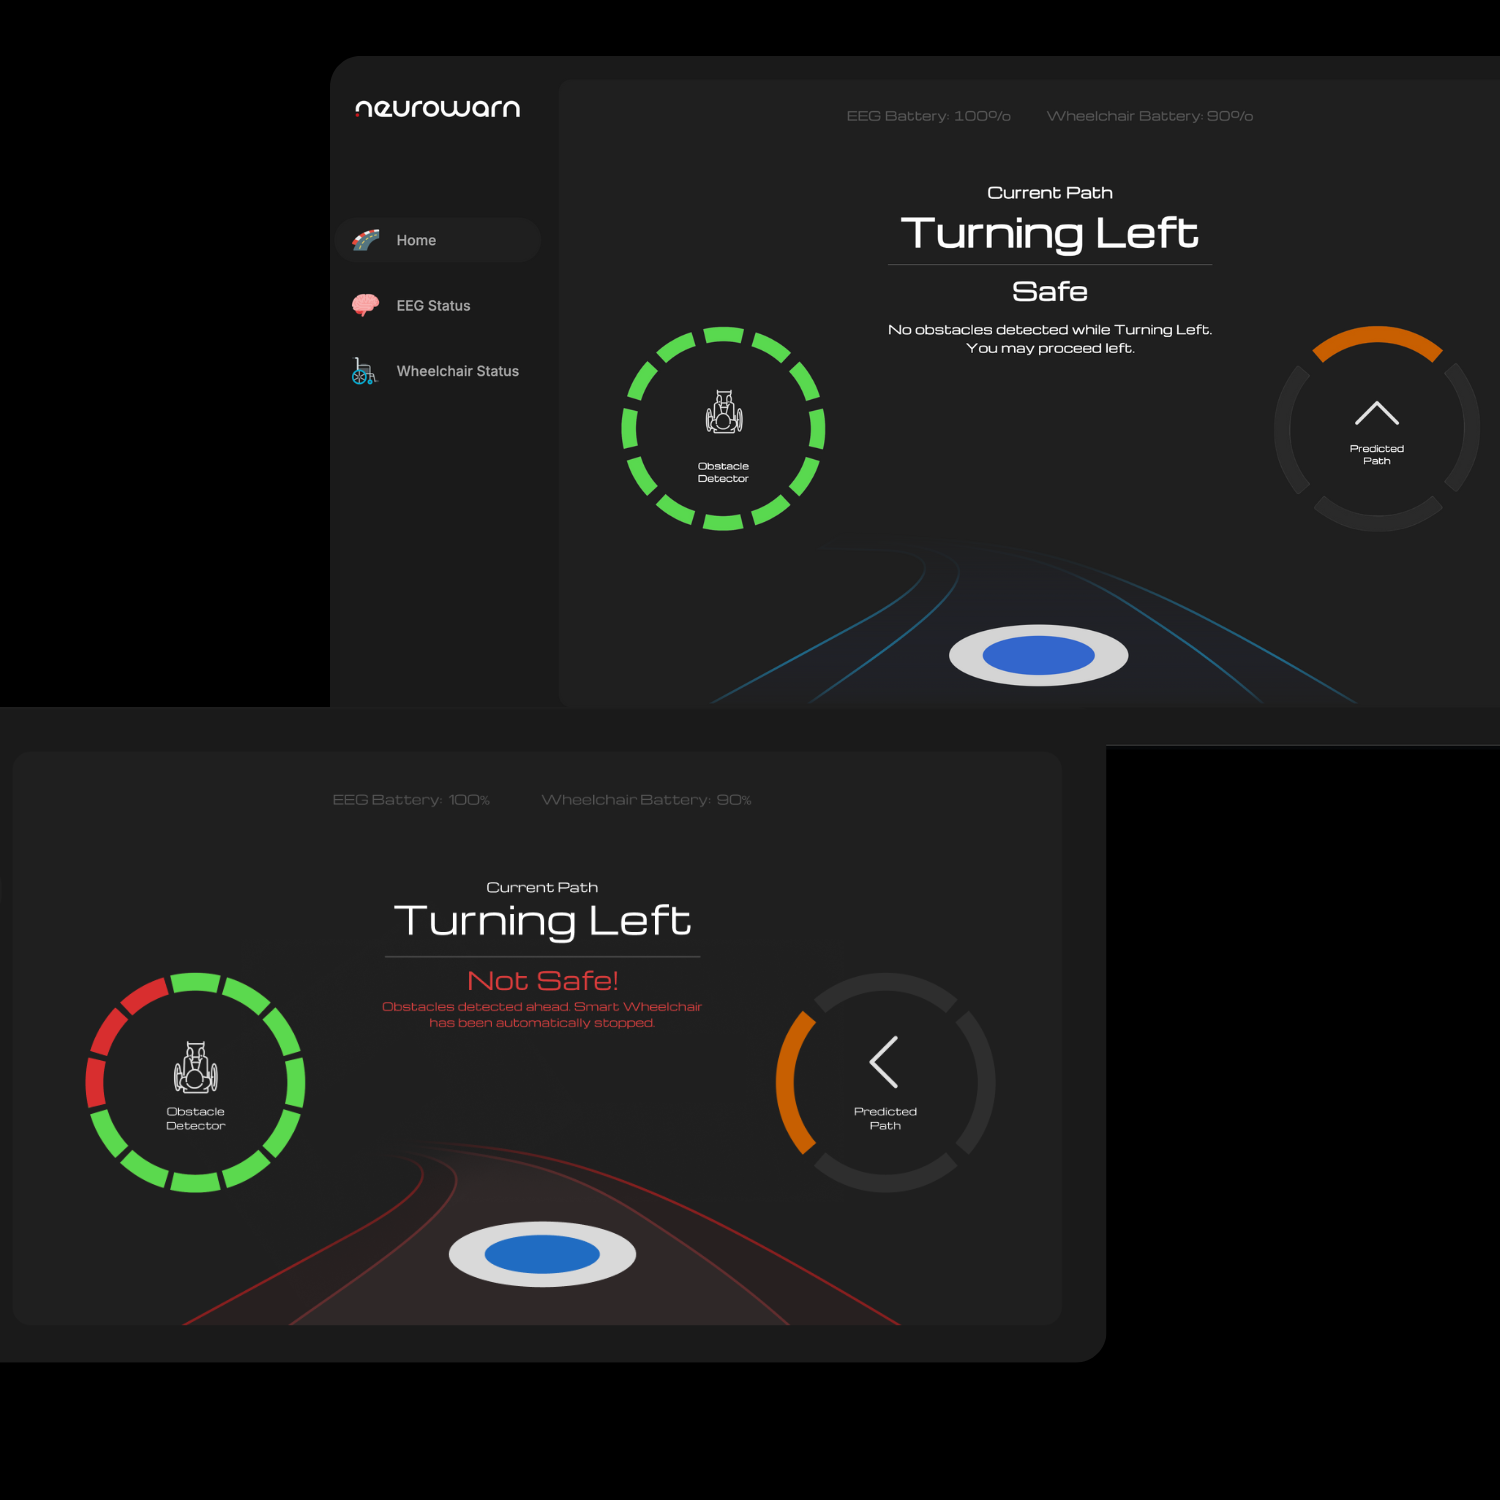 neurowarn
EEG Battery: 100%
Wheelchair Battery: 90%
Home
EEG Status
Wheelchair Status
Current Path
Turning Left
Safe
No obstacles detected while Turning Left.
You may proceed left.
Obstacle
Detector
Predicted
Path
EEG Battery: 100%
Wheelchair Battery: 90%
Current Path
Turning Left
Not Safe!
Obstacles detected ahead. Smart Wheelchair
has been automatically stopped.
Obstacle
Detector
Predicted
Path